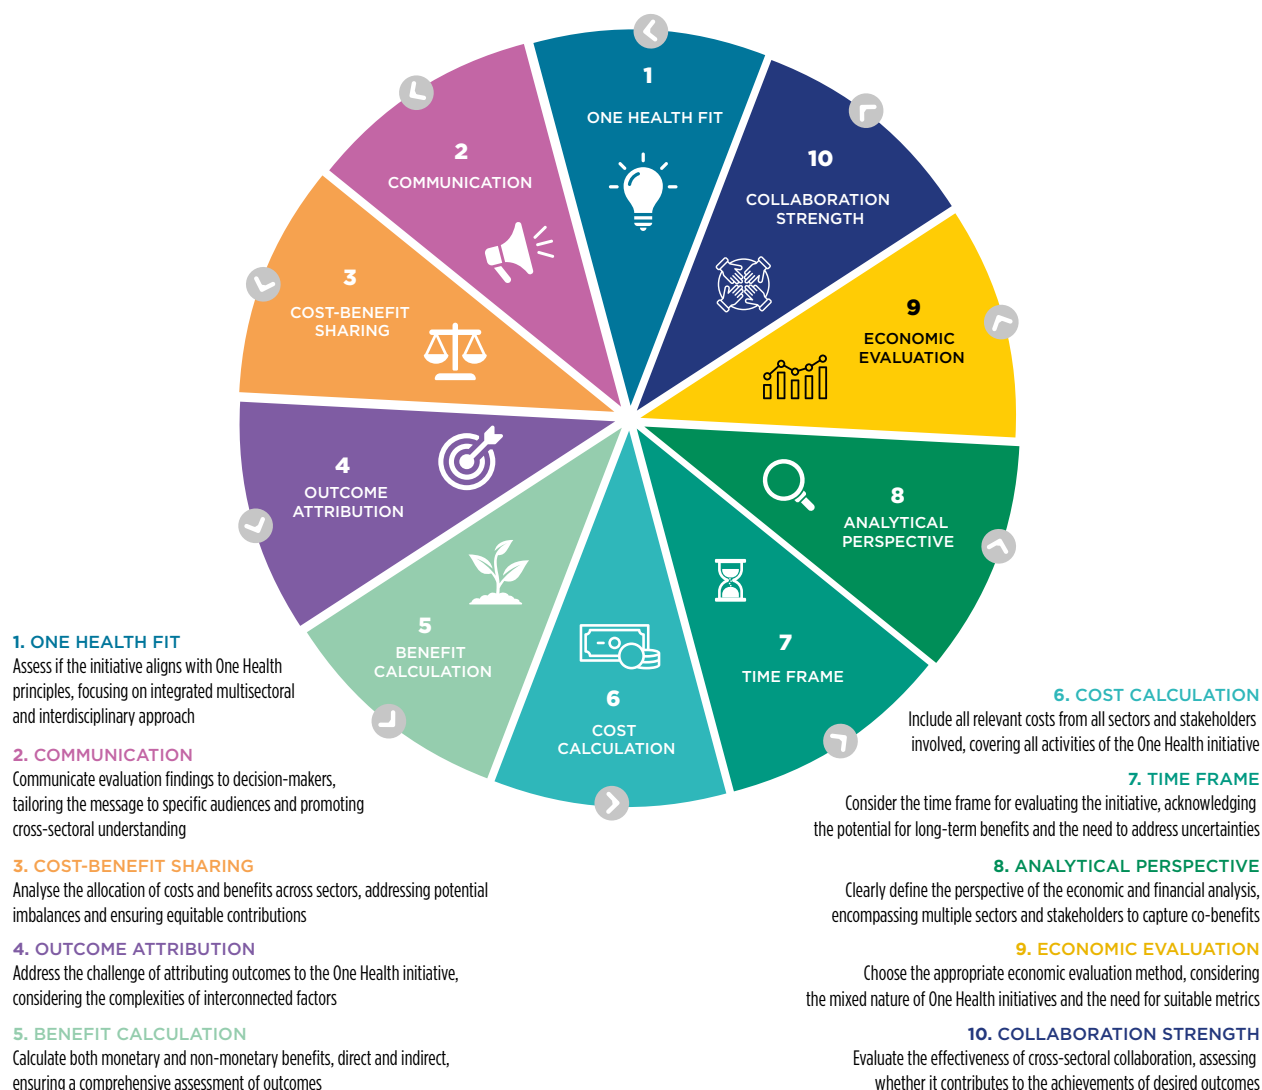 1
ONE HEALTH FIT
2
COMMUNICATION
3
COST-BENEFIT
SHARING
4
OUTCOME
ATTRIBUTION
5
BENEFIT
CALCULATION
6
COST
CALCULATION
7
TIME FRAME
8
ANALYTICAL
PERSPECTIVE
9
ECONOMIC
EVALUATION
10
COLLABORATION
STRENGTH
1. ONE HEALTH FIT
Assess if the initiative aligns with One Health
principles, focusing on integrated multisectoral
and interdisciplinary approach
2. COMMUNICATION
Communicate evaluation findings to decision-makers,
tailoring the message to specific audiences and promoting
cross-sectoral understanding
3. COST-BENEFIT SHARING
Analyse the allocation of costs and benefits across sectors, addressing potential
imbalances and ensuring equitable contributions
4. OUTCOME ATTRIBUTION
Address the challenge of attributing outcomes to the One Health initiative,
considering the complexities of interconnected factors
5. BENEFIT CALCULATION
Calculate both monetary and non-monetary benefits, direct and indirect,
ensuring a comprehensive assessment of outcomes
6. COST CALCULATION
Include all relevant costs from all sectors and stakeholders
involved, covering all activities of the One Health initiative
7. TIME FRAME
Consider the time frame for evaluating the initiative, acknowledging
the potential for long-term benefits and the need to address uncertainties
8. ANALYTICAL PERSPECTIVE
Clearly define the perspective of the economic and financial analysis,
encompassing multiple sectors and stakeholders to capture co-benefits
9. ECONOMIC EVALUATION
Choose the appropriate economic evaluation method, considering
the mixed nature of One Health initiatives and the need for suitable metrics
10. COLLABORATION STRENGTH
Evaluate the effectiveness of cross-sectoral collaboration, assessing
whether it contributes to the achievements of desired outcomes